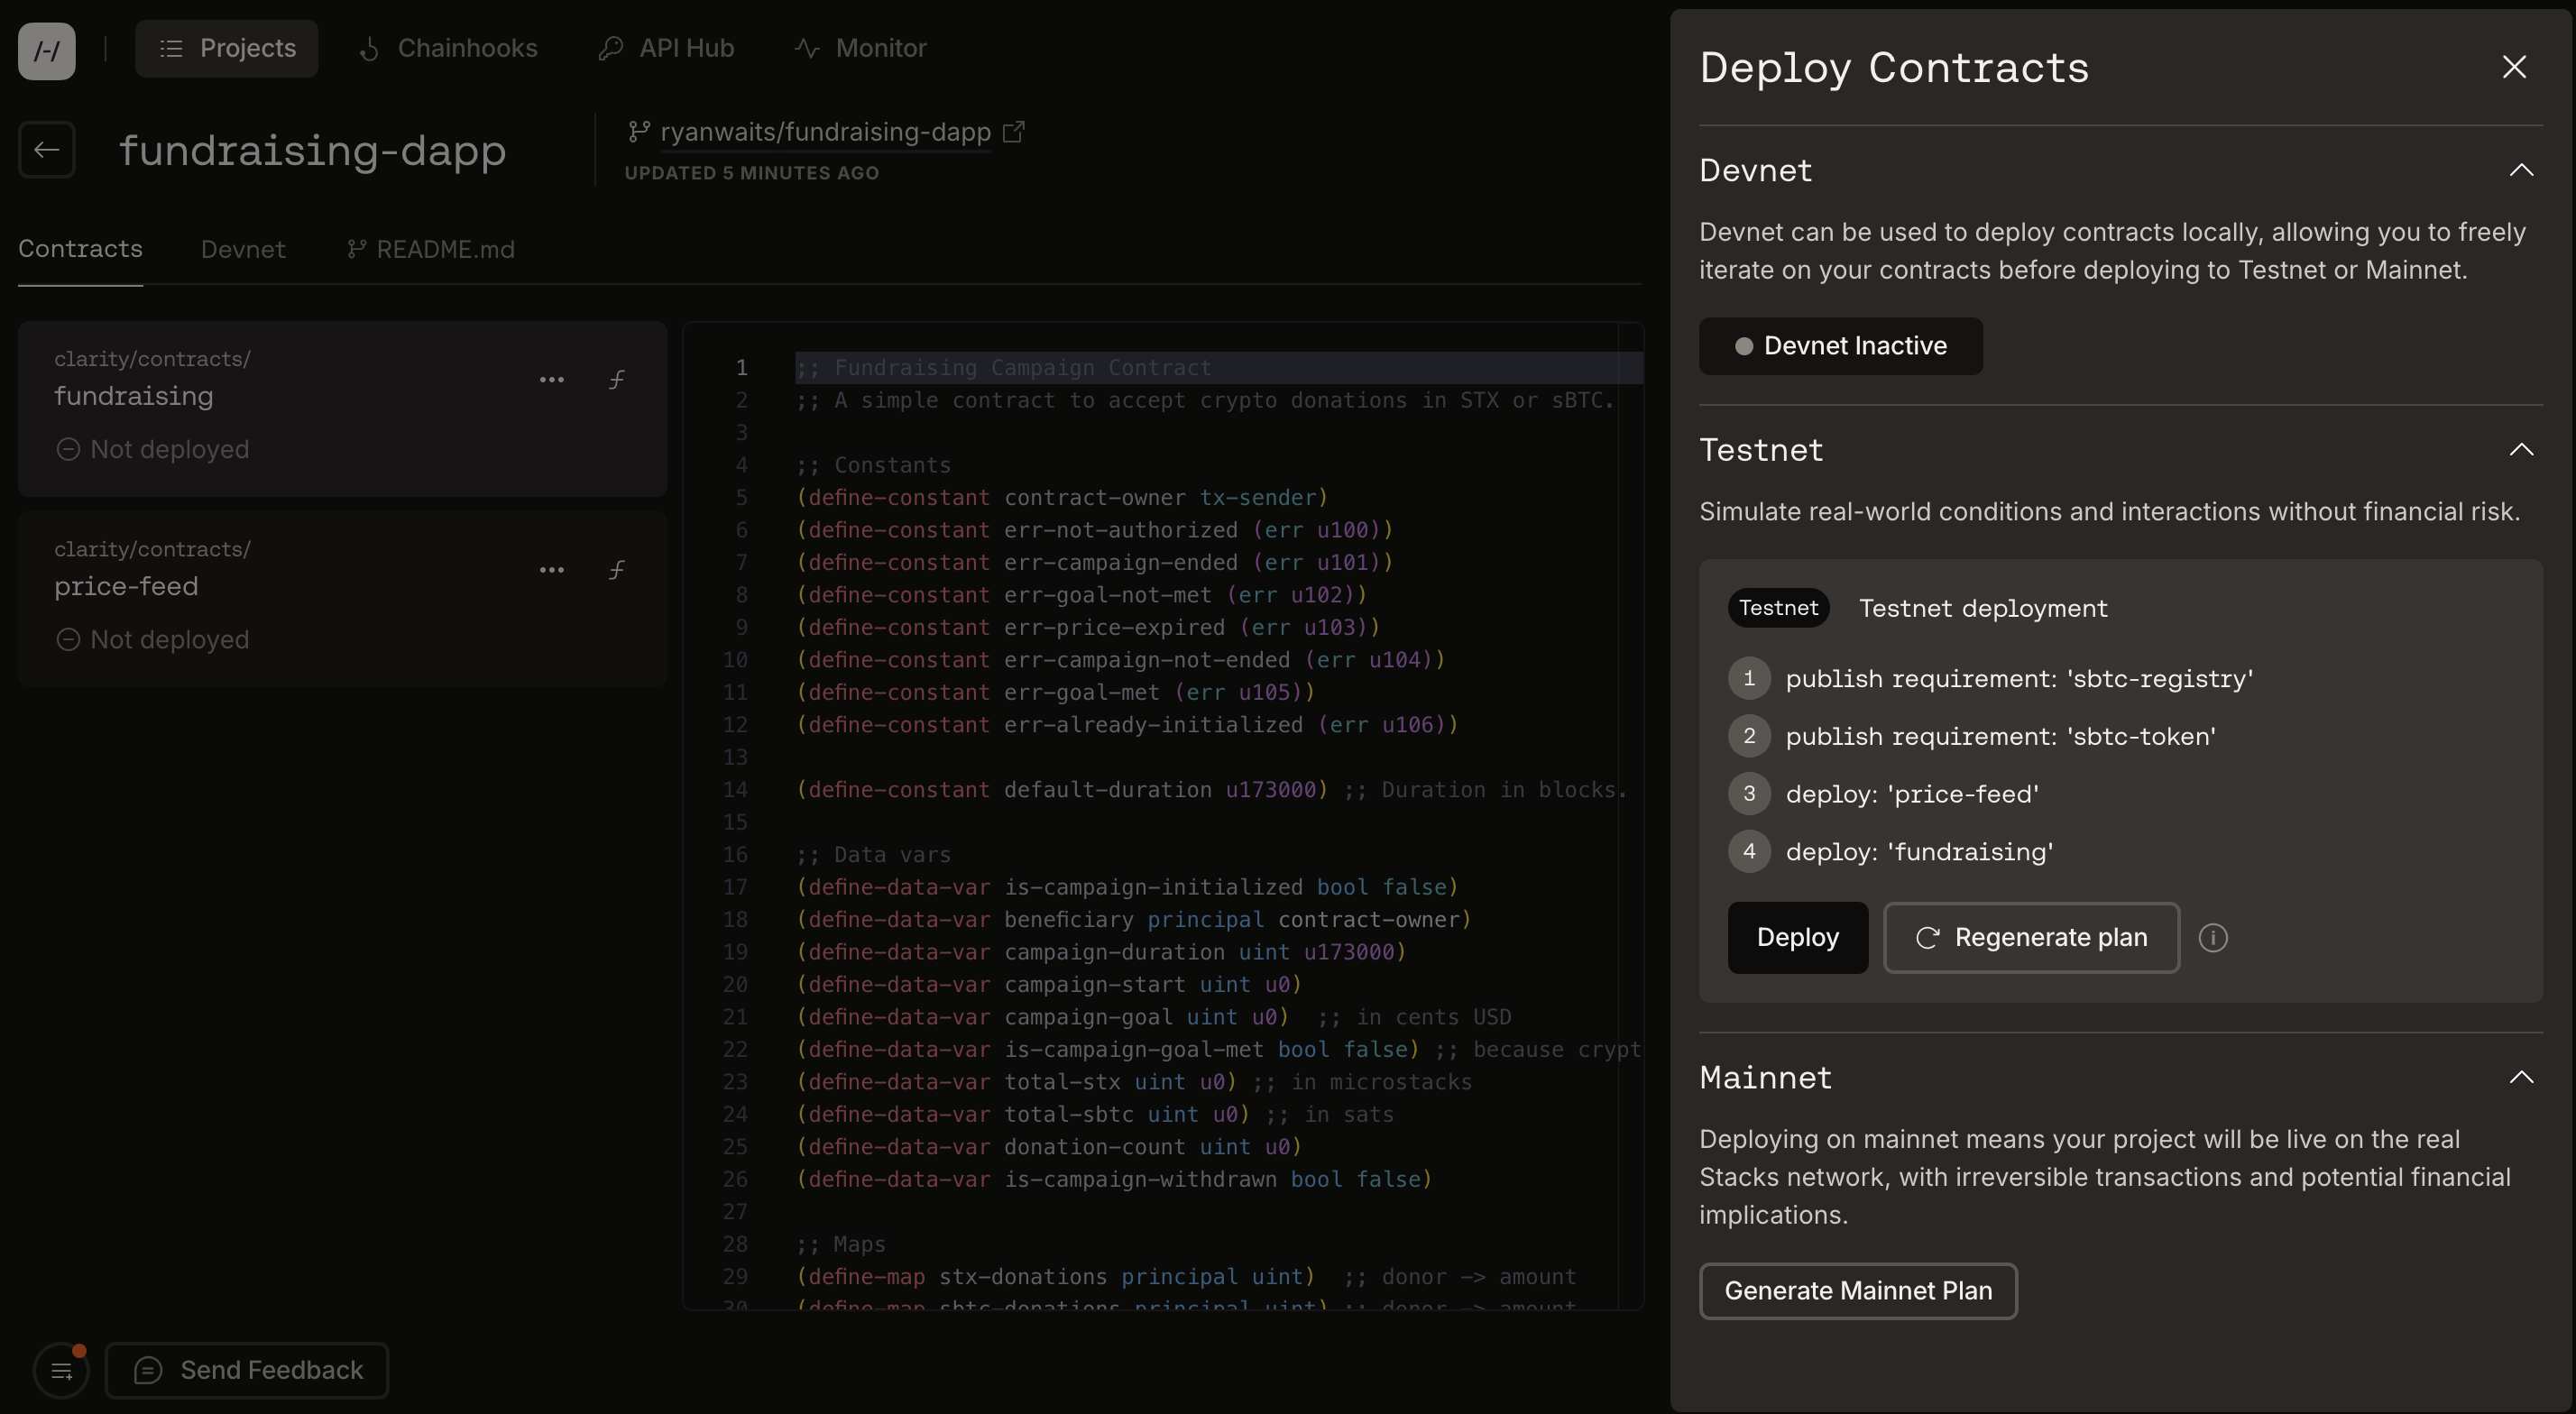 /-/
Projects
Chainhooks
API Hub
Monitor
fundraising-dapp
ryanwaits/fundraising-dapp
UPDATED 5 MINUTES AGO
Contracts
Devnet
README.md
clarity/contracts/
fundraising
Not deployed
clarity/contracts/
price-feed
Not deployed
1 ;; Fundraising Campaign Contract
2 ;; A simple contract to accept crypto donations in STX or sBTC.
3
4 ;; Constants
5 (define-constant contract-owner tx-sender)
6 (define-constant err-not-authorized (err u100))
7 (define-constant err-campaign-ended (err u101))
8 (define-constant err-goal-not-met (err u102))
9 (define-constant err-price-expired (err u103))
10 (define-constant err-campaign-not-ended (err u104))
11 (define-constant err-goal-met (err u105))
12 (define-constant err-already-initialized (err u106))
13
14 (define-constant default-duration u173000) ;; Duration in blocks.
15
16 ;; Data vars
17 (define-data-var is-campaign-initialized bool false)
18 (define-data-var beneficiary principal contract-owner)
19 (define-data-var campaign-duration uint u173000)
20 (define-data-var campaign-start uint u0)
21 (define-data-var campaign-goal uint u0)  ;; in cents USD
22 (define-data-var is-campaign-goal-met bool false) ;; because crypt
23 (define-data-var total-stx uint u0) ;; in microstacks
24 (define-data-var total-sbtc uint u0) ;; in sats
25 (define-data-var donation-count uint u0)
26 (define-data-var is-campaign-withdrawn bool false)
27
28 ;; Maps
29 (define-map stx-donations principal uint)  ;; donor -> amount
30 (define-map sbtc-donations principal uint) ;; donor -> amount
Send Feedback
Deploy Contracts
Devnet
Devnet can be used to deploy contracts locally, allowing you to freely
iterate on your contracts before deploying to Testnet or Mainnet.
Devnet Inactive
Testnet
Simulate real-world conditions and interactions without financial risk.
Testnet Testnet deployment
1 publish requirement: 'sbtc-registry'
2 publish requirement: 'sbtc-token'
3 deploy: 'price-feed'
4 deploy: 'fundraising'
Deploy
Regenerate plan
Mainnet
Deploying on mainnet means your project will be live on the real
Stacks network, with irreversible transactions and potential financial
implications.
Generate Mainnet Plan